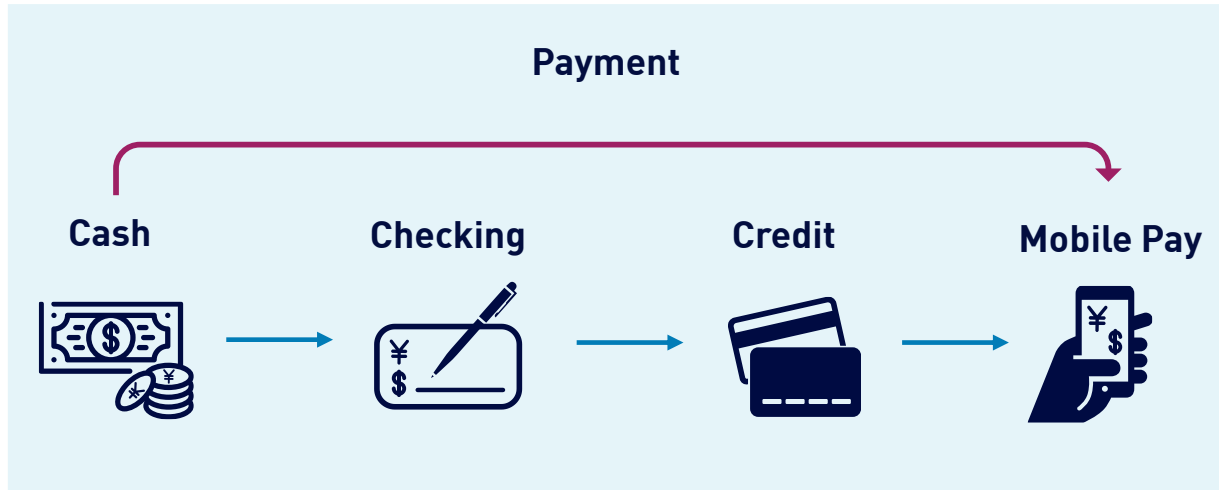 Payment
Cash
Checking
Credit
Mobile Pay
$
¥
¥
¥
$
¥
$